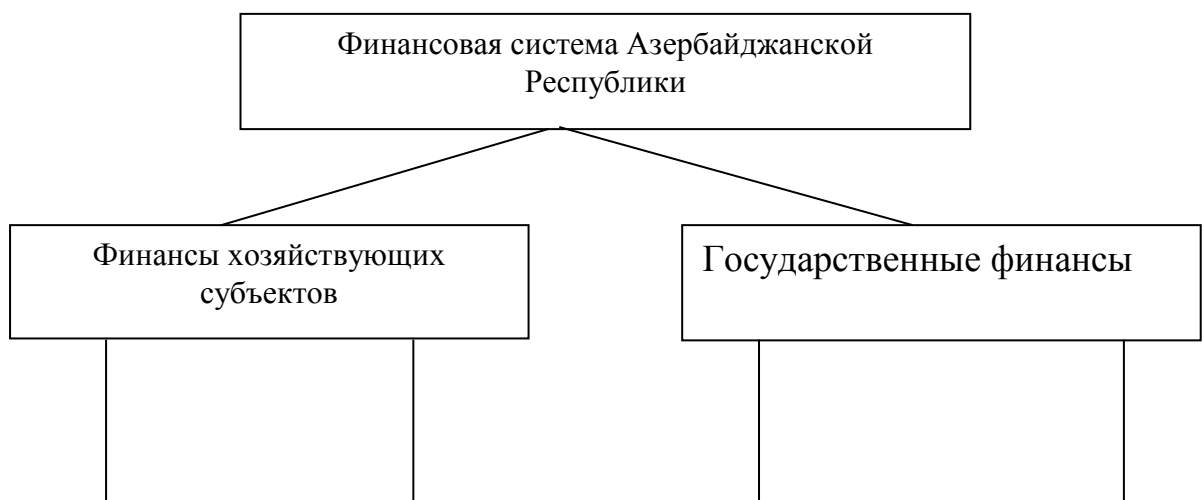 Финансовая система Азербайджанской
Республики
Финансы хозяйствующих
субъектов
Государственные финансы